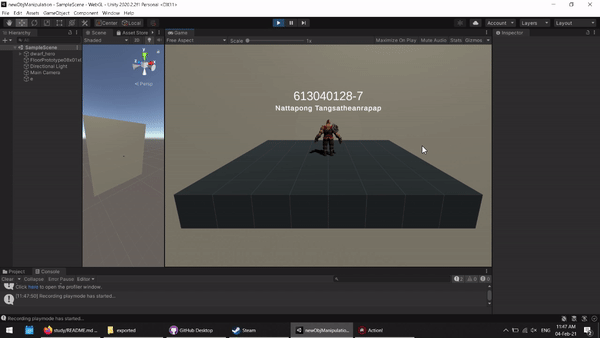 newObjManipulation - SampleScene - WebGL - Unity 2020.2.2f1 Personal <DX11>
File Edit Assets GameObject Component Window Help
Center Local Account Layers Layout
Hierarchy Scene Asset Store Game Inspector
All Shaded Free Aspect Scale 1x Maximize On Play Mute Audio Stats Gizmos
SampleScene
dwarf_hero
Directional Light
Main Camera
Persp
613040128-7
Nattapong Tangsatheanrapap
Project Console
Clear Collapse Error Pause Editor
Click here to open the profiler window.
[11:47:50] Recording playmode has started...
Recording playmode has started...
study/README.md ... exported GitHub Desktop Steam newObjManipulatio... Action! ENG 11:47 AM
04-Feb-21